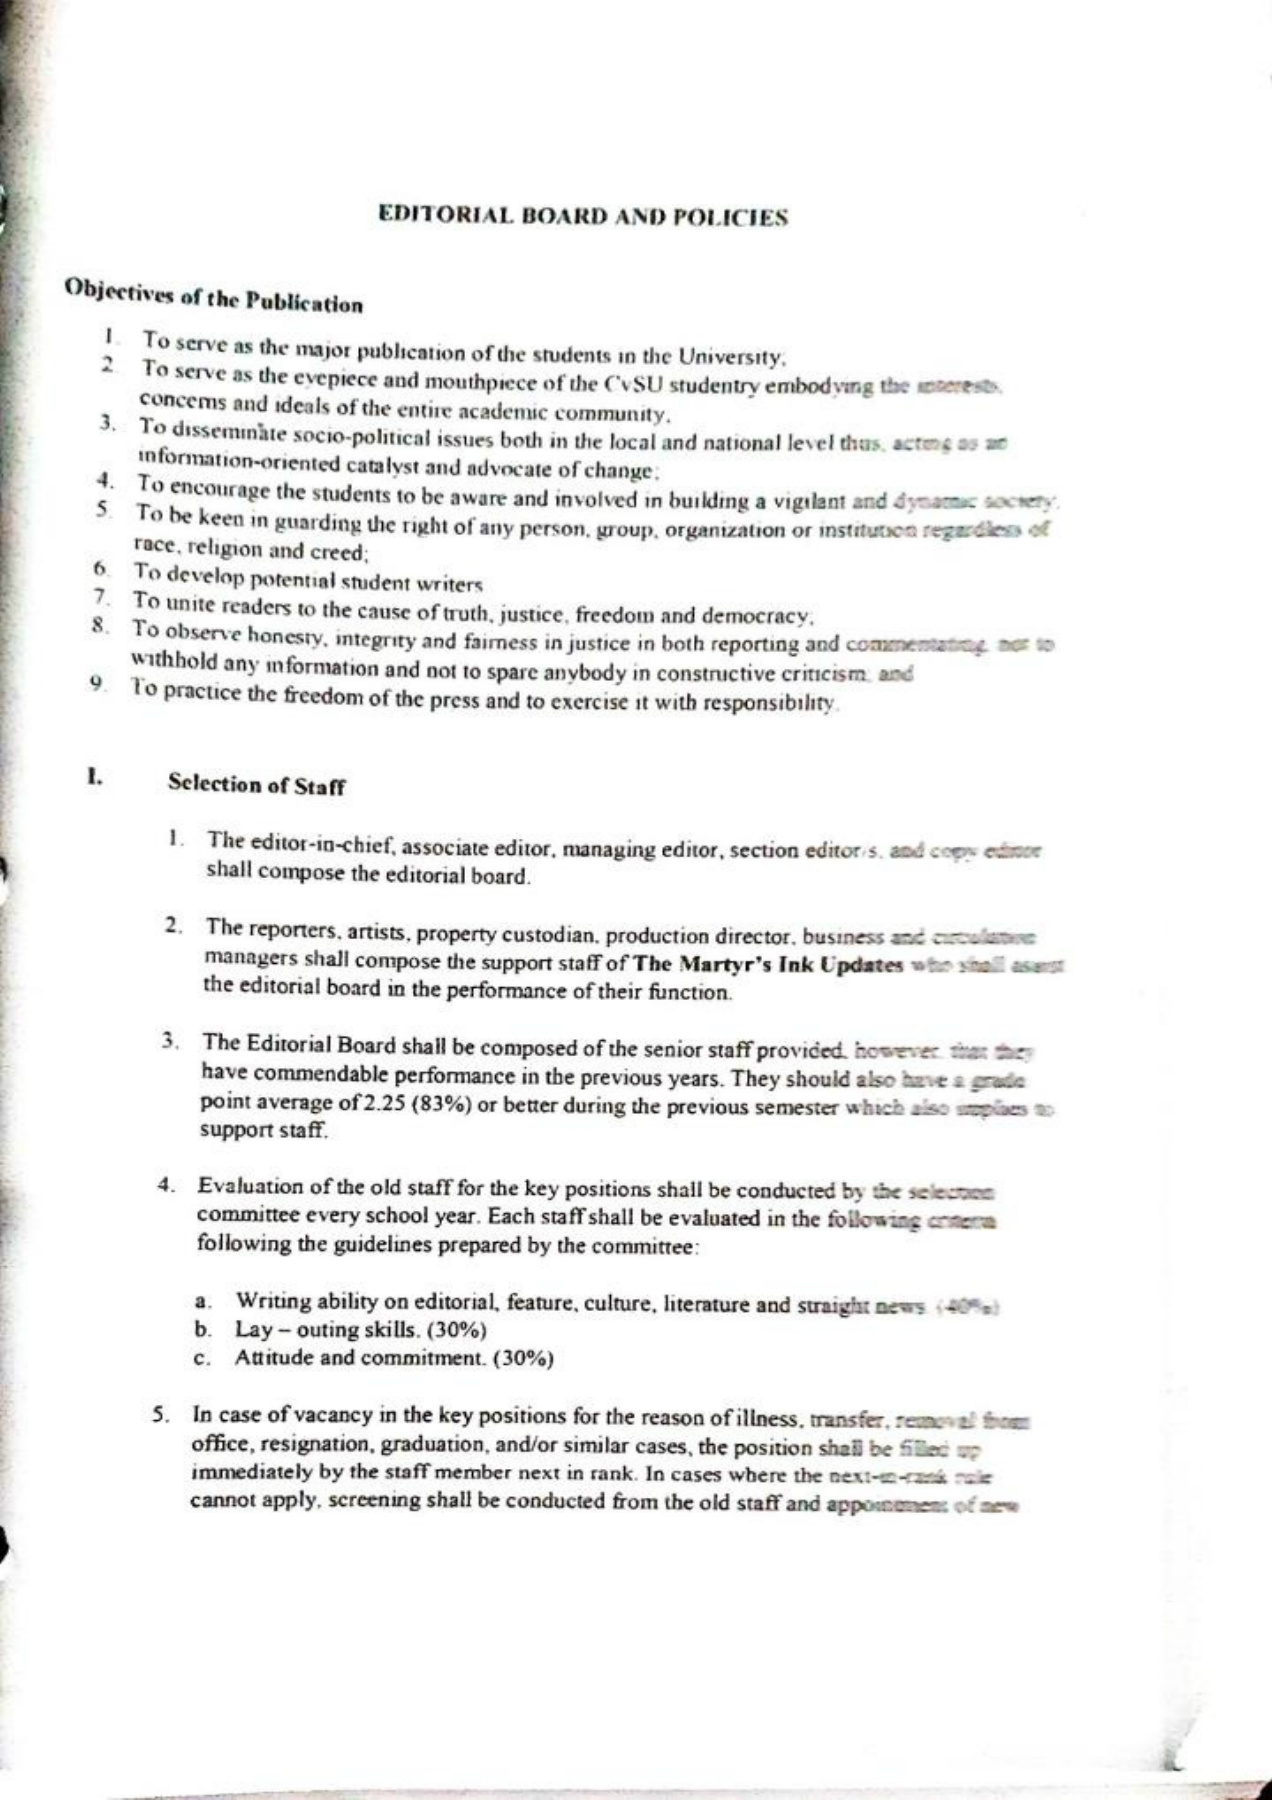 EDITORIAL BOARD AND POLICIES
Objectives of the Publication
1. To serve as the major publication of the students in the University;
2. To serve as the eyepiece and mouthpiece of the CvSU studentry embodying the interests,
concerns and ideals of the entire academic community.
3. To disseminate socio-political issues both in the local and national level thus, acting as an
information-oriented catalyst and advocate of change;
4. To encourage the students to be aware and involved in building a vigilant and dynamic society.
5. To be keen in guarding the right of any person, group, organization or institution regardless of
race, religion and creed;
6. To develop potential student writers
7. To unite readers to the cause of truth, justice, freedom and democracy;
8. To observe honesty, integrity and fairness in justice in both reporting and commentating, not to
withhold any information and not to spare anybody in constructive criticism; and
9. To practice the freedom of the press and to exercise it with responsibility.
I. Selection of Staff
1. The editor-in-chief, associate editor, managing editor, section editor/s, and copy editor
shall compose the editorial board.
2. The reporters, artists, property custodian, production director, business and circulation
managers shall compose the support staff of The Martyr's Ink Updates who shall assist
the editorial board in the performance of their function.
3. The Editorial Board shall be composed of the senior staff provided, however, that they
have commendable performance in the previous years. They should also have a grade
point average of 2.25 (83%) or better during the previous semester which also applies to
support staff.
4. Evaluation of the old staff for the key positions shall be conducted by the selection
committee every school year. Each staff shall be evaluated in the following criteria
following the guidelines prepared by the committee:
a. Writing ability on editorial, feature, culture, literature and straight news. (40%)
b. Lay – outing skills. (30%)
c. Attitude and commitment. (30%)
5. In case of vacancy in the key positions for the reason of illness, transfer, removal from
office, resignation, graduation, and/or similar cases, the position shall be filled up
immediately by the staff member next in rank. In cases where the next-in-rank rule
cannot apply, screening shall be conducted from the old staff and appointment of new